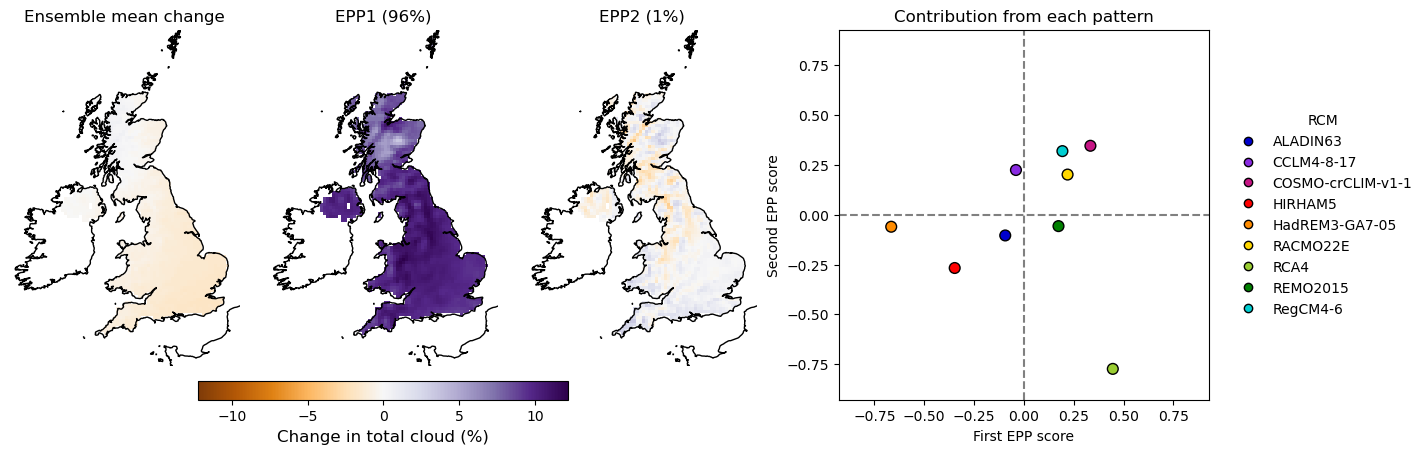 Ensemble mean change
EPP1 (96%)
EPP2 (1%)
Contribution from each pattern
−10
−5
0
5
10
Change in total cloud (%)
0.75
0.50
0.25
0.00
−0.25
−0.50
−0.75
Second EPP score
−0.75
−0.50
−0.25
0.00
0.25
0.50
0.75
First EPP score
RCM
ALADIN63
CCLM4-8-17
COSMO-crCLIM-v1-1
HIRHAM5
HadREM3-GA7-05
RACMO22E
RCA4
REMO2015
RegCM4-6